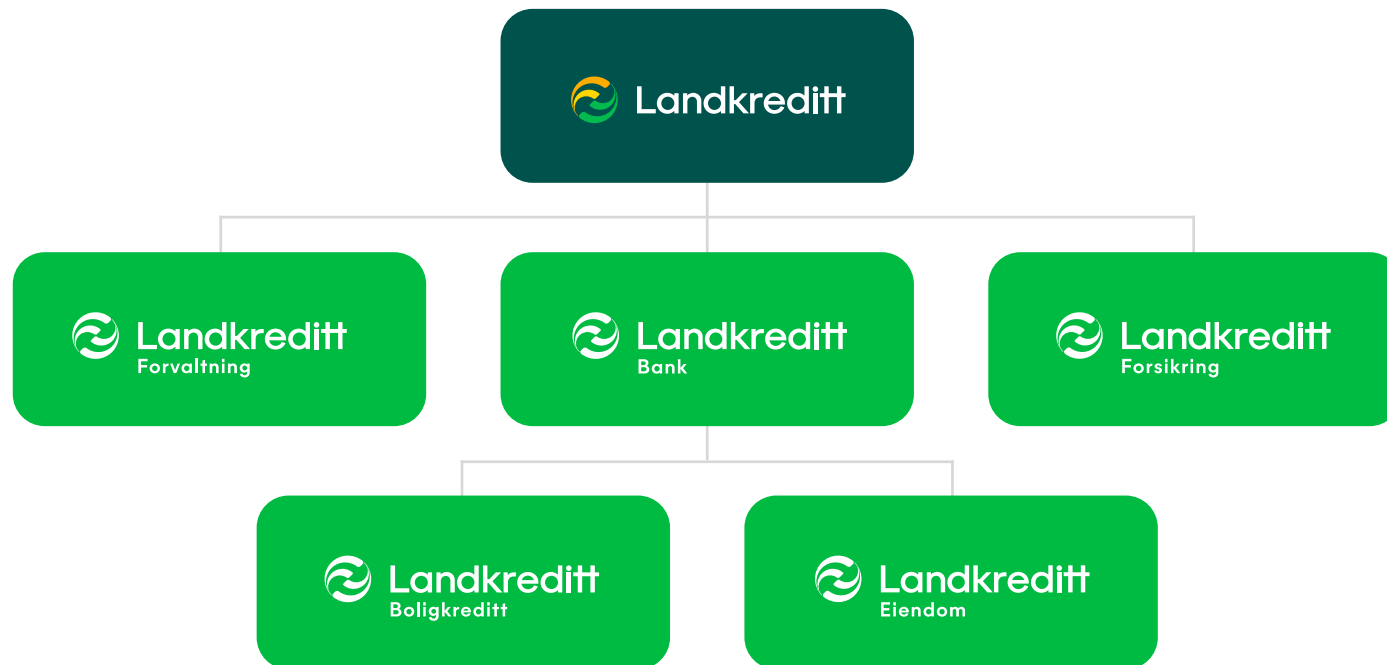 Landkreditt
Landkreditt
Forvaltning
Landkreditt
Bank
Landkreditt
Forsikring
Landkreditt
Boligkreditt
Landkreditt
Eiendom